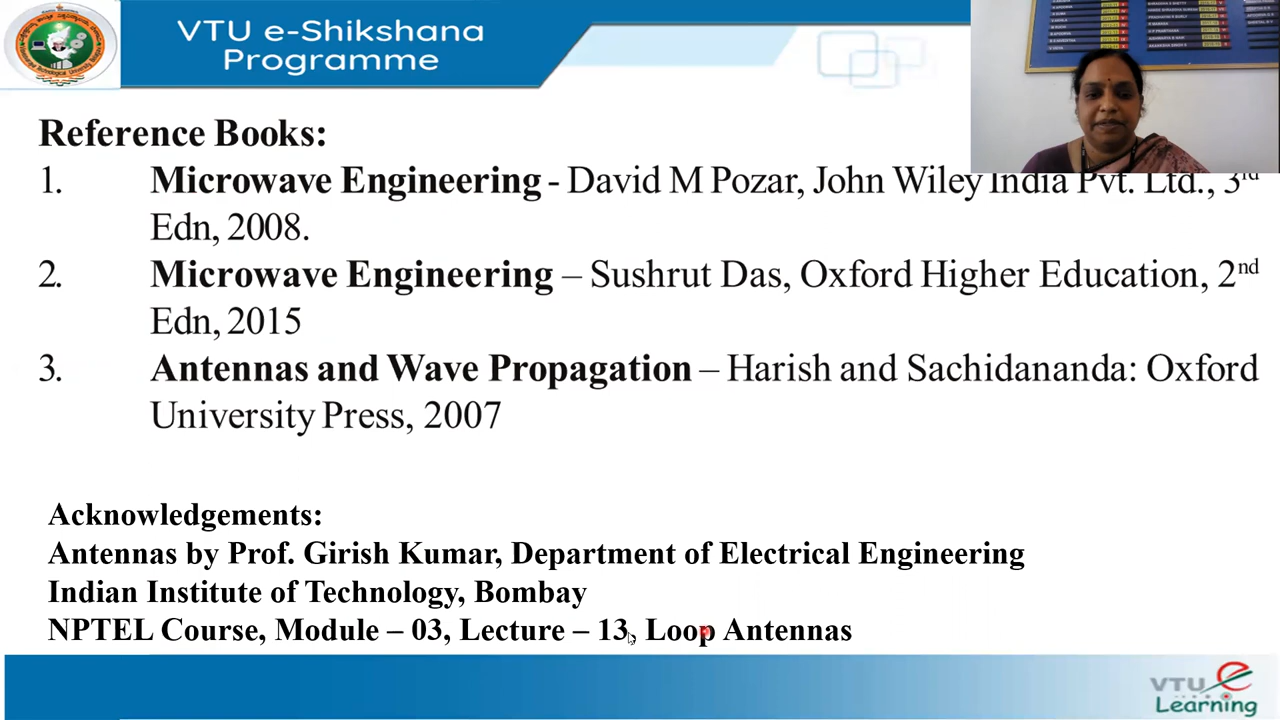 VTU e-Shikshana
Programme
Reference Books:
1. Microwave Engineering - David M Pozar, John Wiley India Pvt. Ltd., 3rd
Edn, 2008.
2. Microwave Engineering – Sushrut Das, Oxford Higher Education, 2nd
Edn, 2015
3. Antennas and Wave Propagation – Harish and Sachidananda: Oxford
University Press, 2007
Acknowledgements:
Antennas by Prof. Girish Kumar, Department of Electrical Engineering
Indian Institute of Technology, Bombay
NPTEL Course, Module – 03, Lecture – 13, Loop Antennas
VTU e
Learning